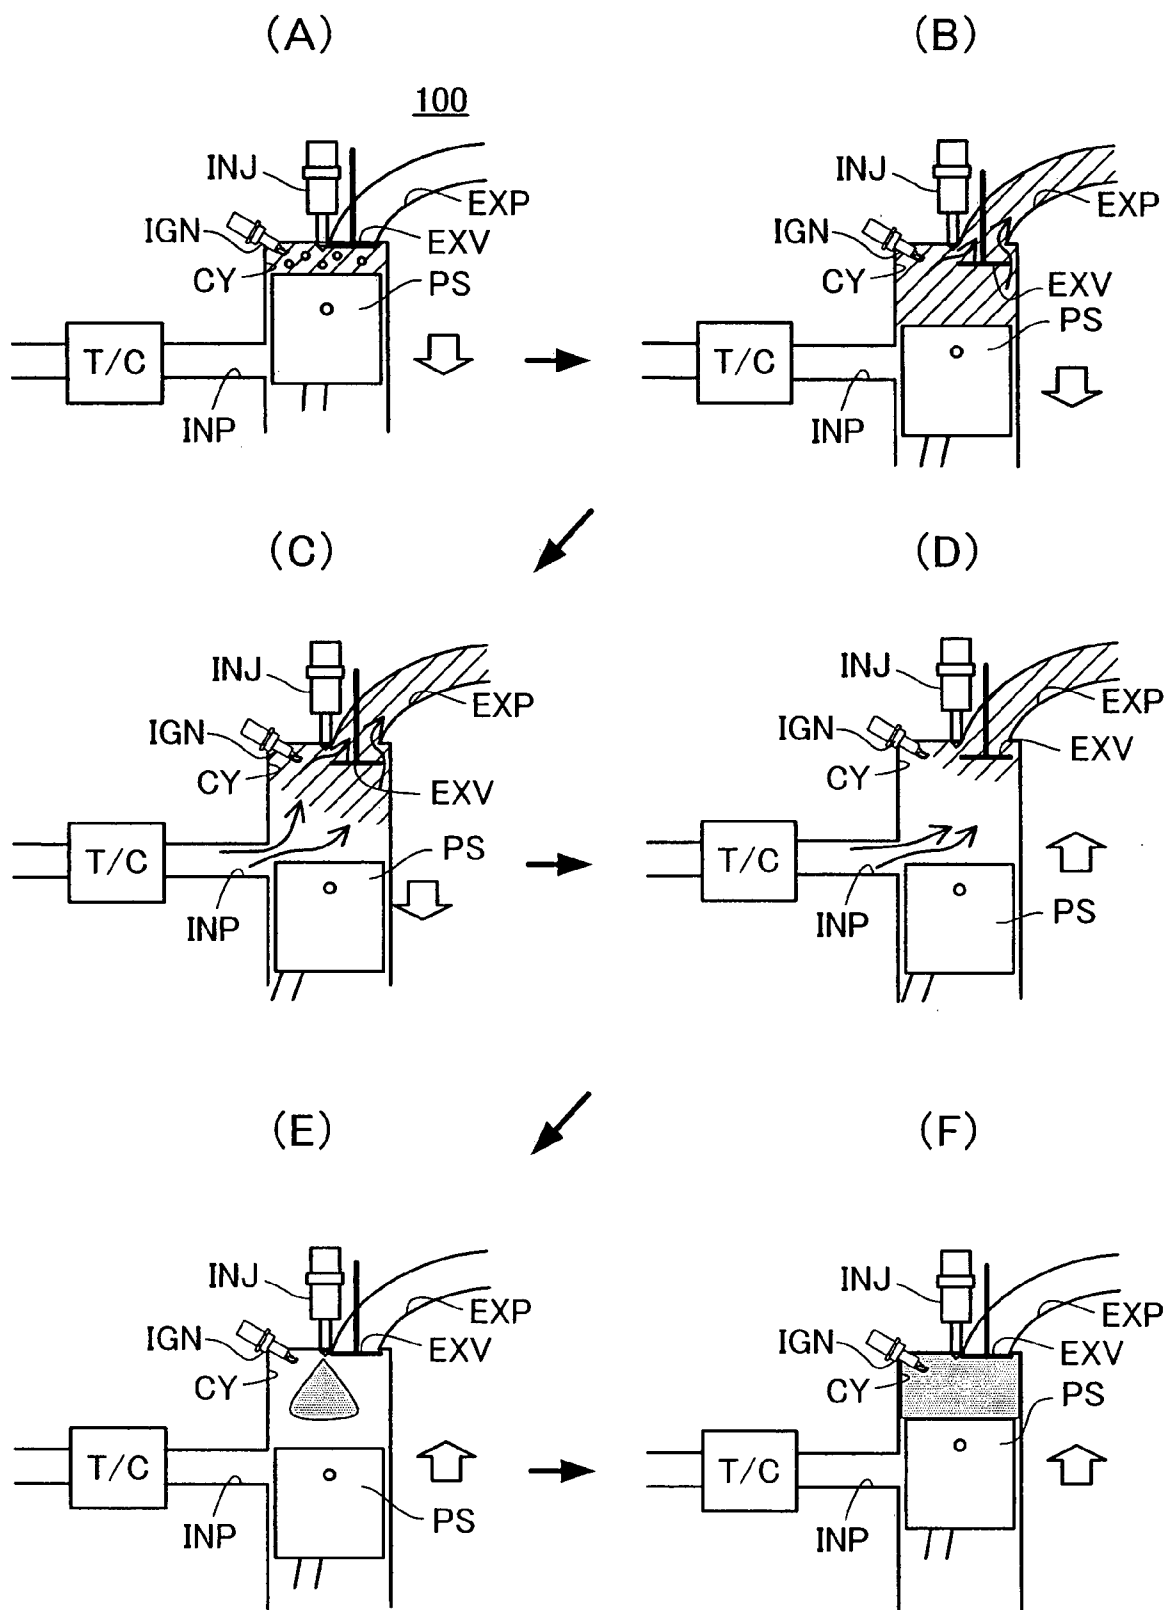 (A)
(B)
100
INJ
EXP
IGN
EXV
CY
PS
T/C
INP
INJ
EXP
IGN
CY
EXV
PS
T/C
INP
(C)
(D)
INJ
EXP
IGN
CY
EXV
PS
T/C
INP
INJ
EXP
IGN
EXV
CY
T/C
PS
INP
(E)
(F)
INJ
EXP
IGN
EXV
CY
T/C
PS
INP
INJ
EXP
IGN
EXV
CY
PS
T/C
INP